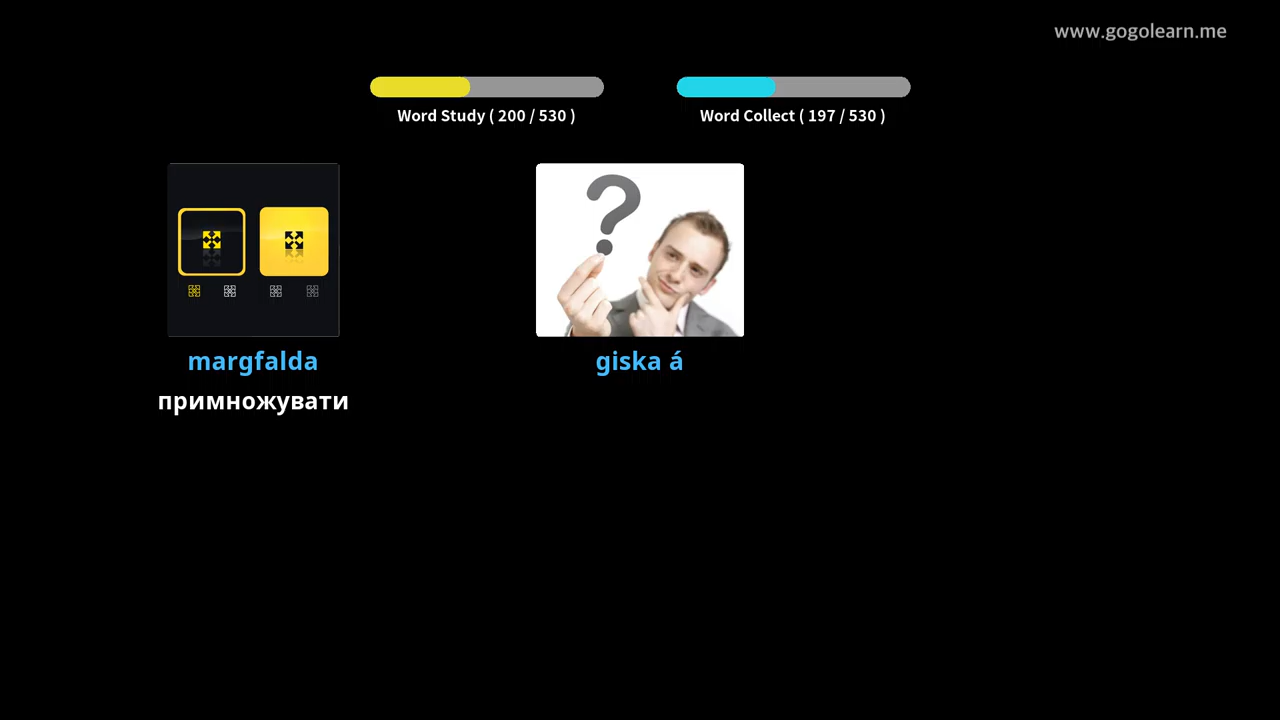 www.gogolearn.me
Word Study ( 200 / 530 )
Word Collect ( 197 / 530 )
margfalda
giska á
примножувати